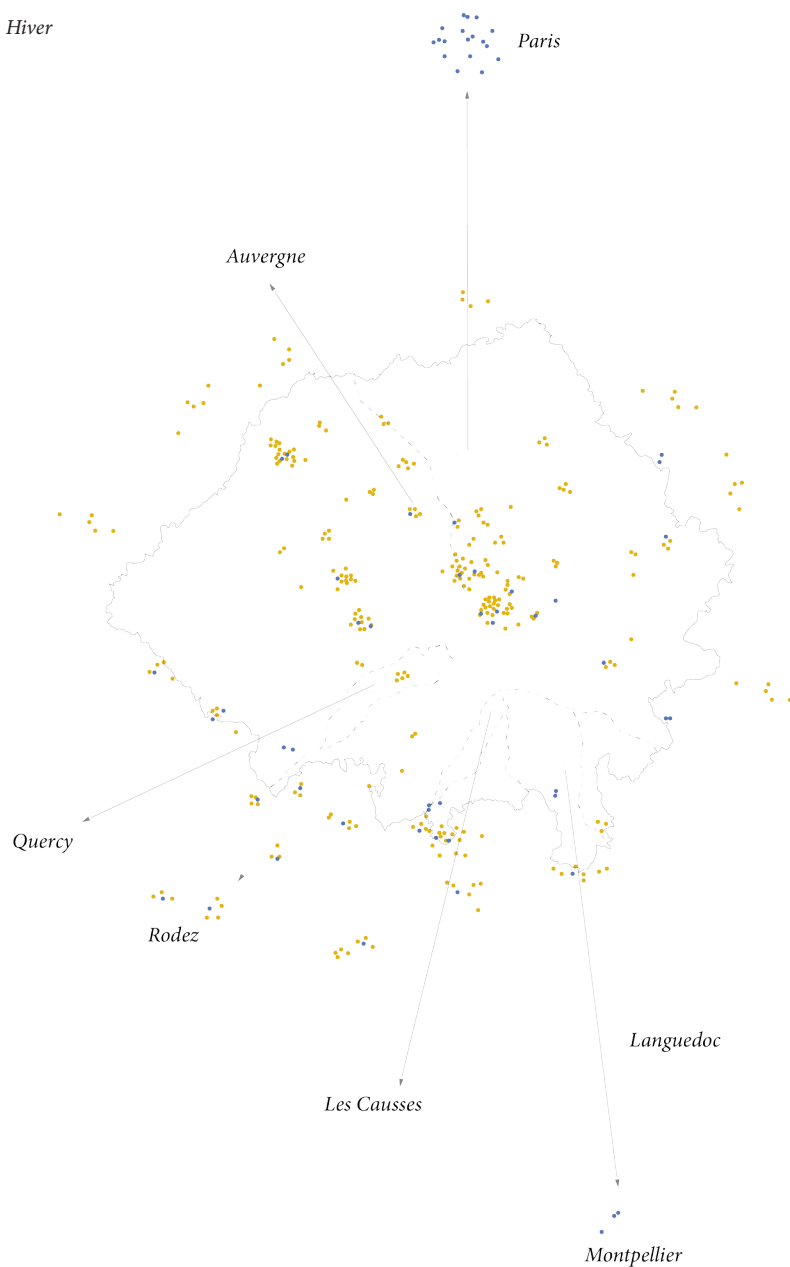 Hiver
Paris
Auvergne
Quercy
Rodez
Languedoc
Les Causses
Montpellier